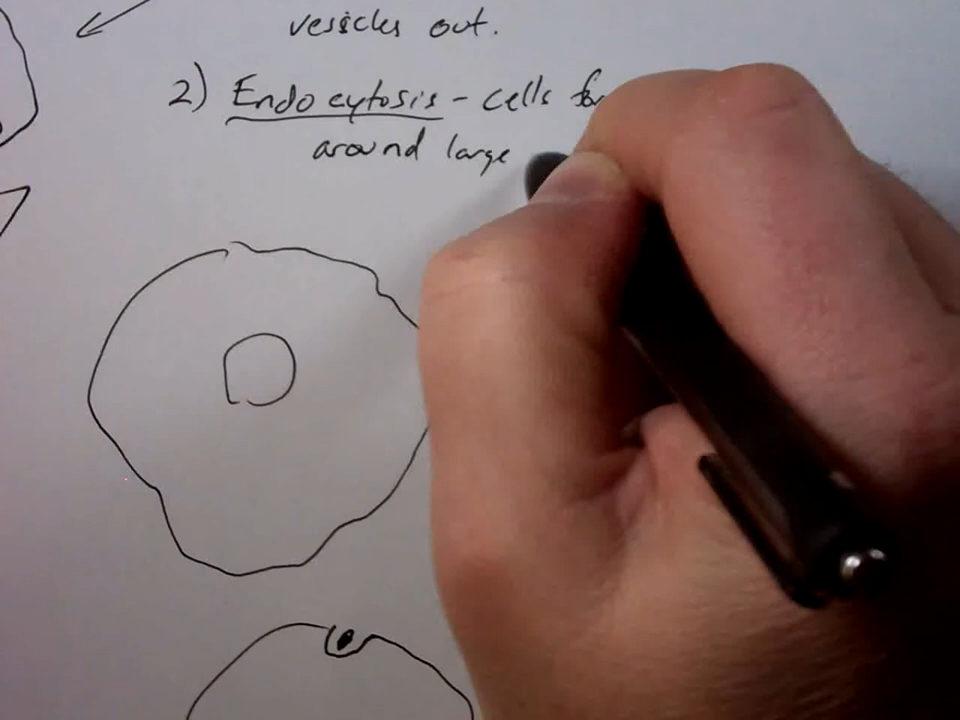 vesicles out.
2) Endocytosis - cells
around large